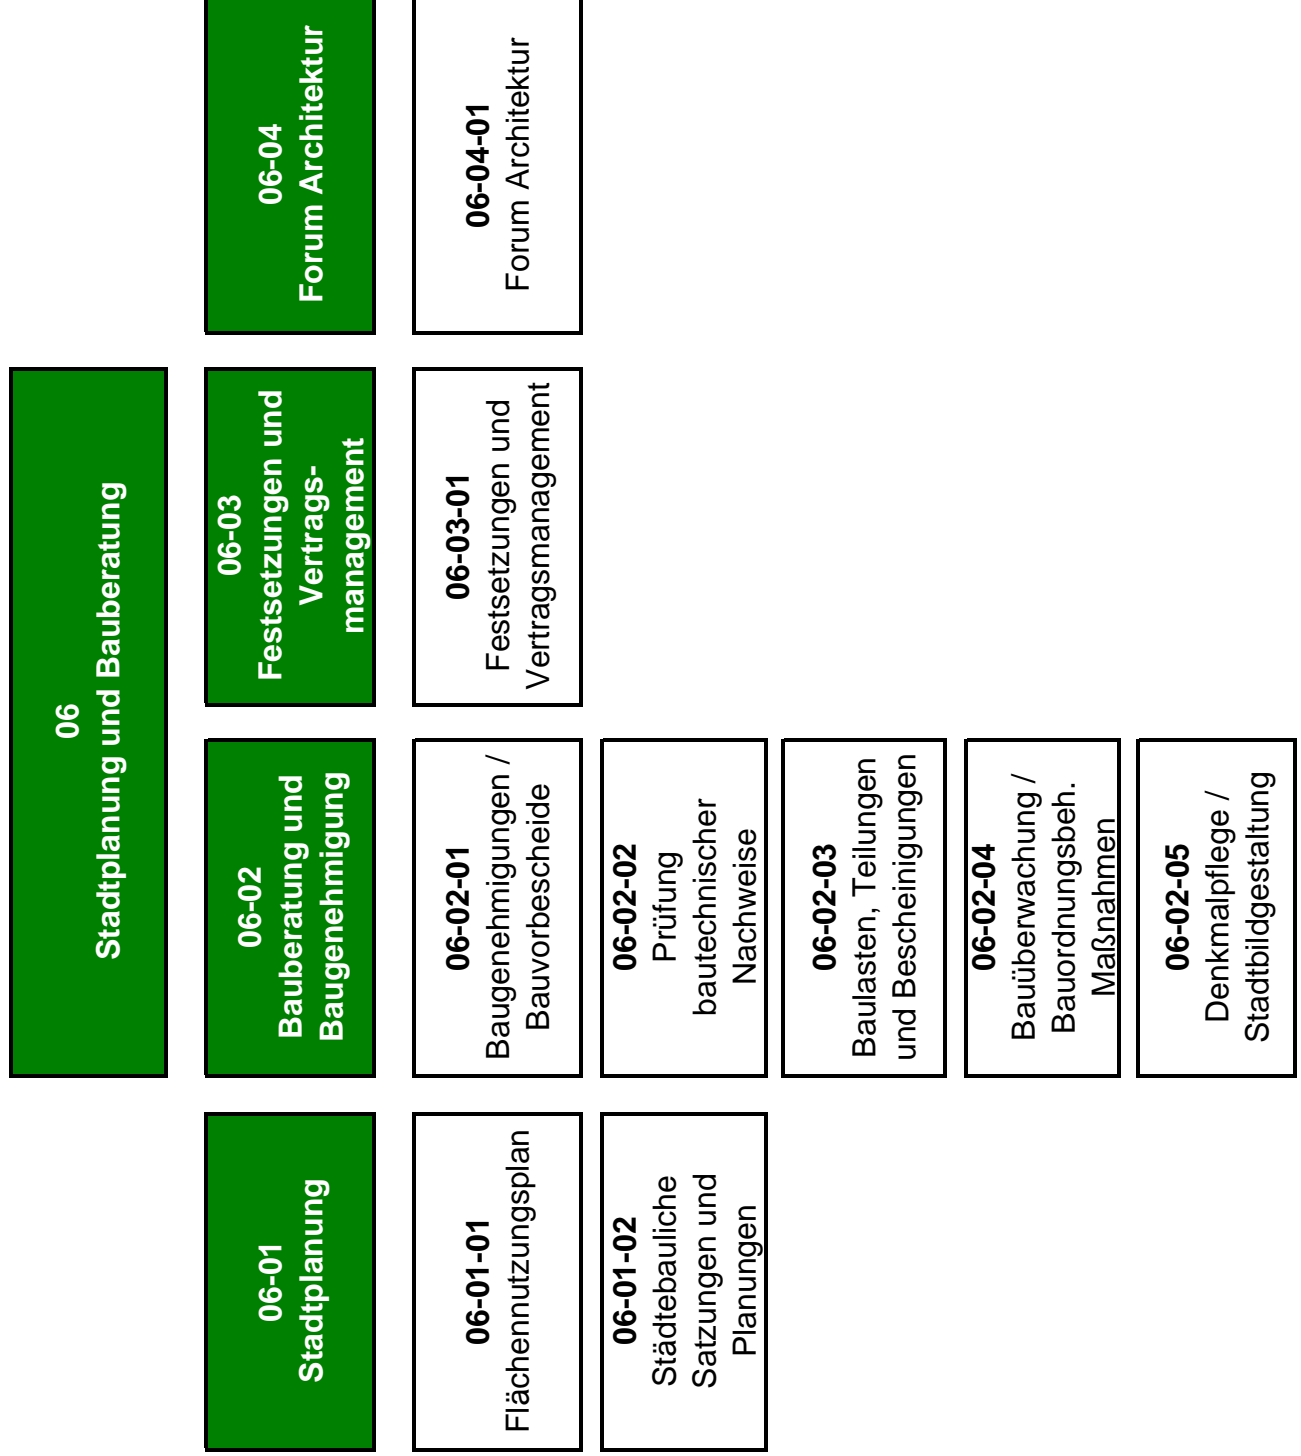 06
Stadtplanung und Bauberatung
06-01
Stadtplanung
06-02
Bauberatung und
Baugenehmigung
06-03
Festsetzungen und
Vertrags-
management
06-04
Forum Architektur
06-01-01
Flächennutzungsplan
06-02-01
Baugenehmigungen /
Bauvorbescheide
06-03-01
Festsetzungen und
Vertragsmanagement
06-04-01
Forum Architektur
06-01-02
Städtebauliche
Satzungen und
Planungen
06-02-02
Prüfung
bautechnischer
Nachweise
06-02-03
Baulasten, Teilungen
und Bescheinigungen
06-02-04
Bauüberwachung /
Bauordnungsbeh.
Maßnahmen
06-02-05
Denkmalpflege /
Stadtbildgestaltung